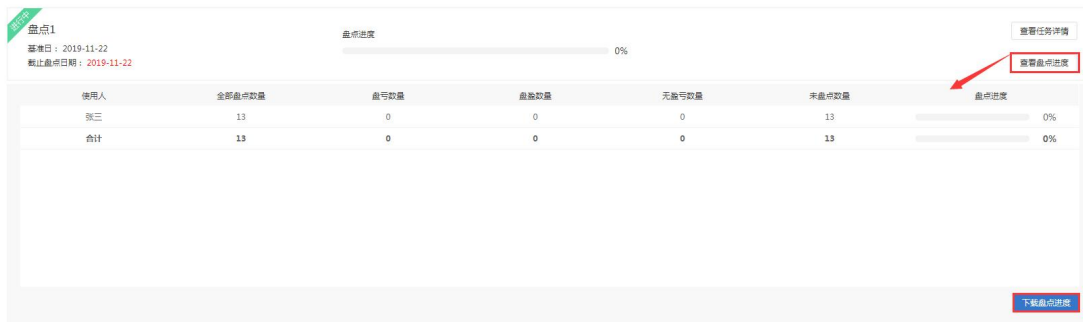 进行中
盘点1
基准日： 2019-11-22
截止盘点日期： 2019-11-22
盘点进度
0%
查看任务详情
查看盘点进度
使用人 全部盘点数量 盘亏数量 盘盈数量 无盈亏数量 未盘点数量 盘点进度
张三 13 0 0 0 13 0%
合计 13 0 0 0 13 0%
下载盘点进度